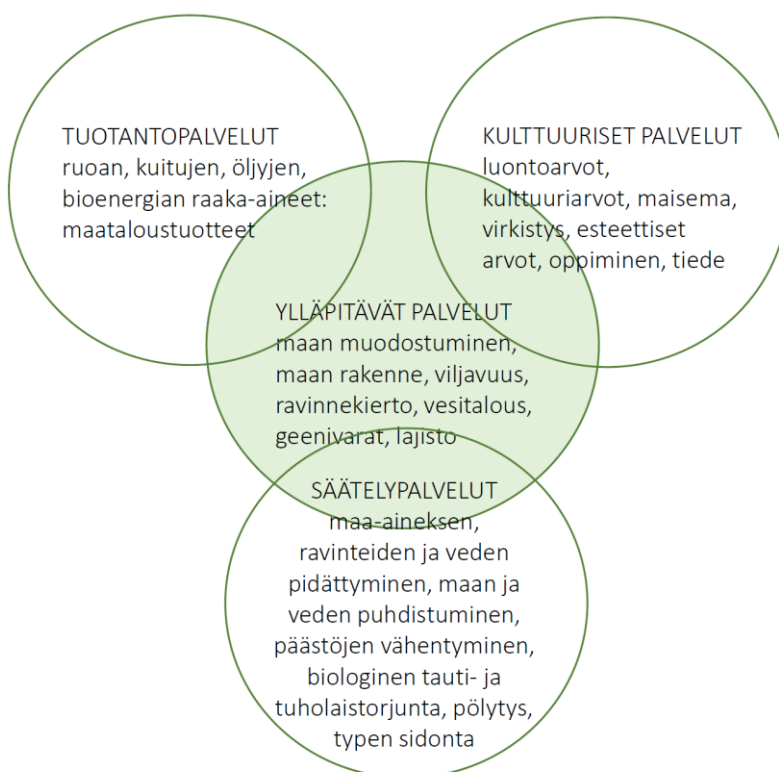 TUOTANTOPALVELUT
ruoan, kuitujen, öljyjen,
bioenergian raaka-aineet:
maataloustuotteet
KULTTUURISET PALVELUT
luontoarvot,
kulttuuriarvot, maisema,
virkistys, esteettiset
arvot, oppiminen, tiede
YLLÄPITÄVÄT PALVELUT
maan muodostuminen,
maan rakenne, viljavuus,
ravinnekierto, vesitalous,
geenivarat, lajisto
SÄÄTELYPALVELUT
maa-aineksen,
ravinteiden ja veden
pidättyminen, maan ja
veden puhdistuminen,
päästöjen vähentyminen,
biologinen tauti- ja
tuholaistorjunta, pölytys,
typen sidonta